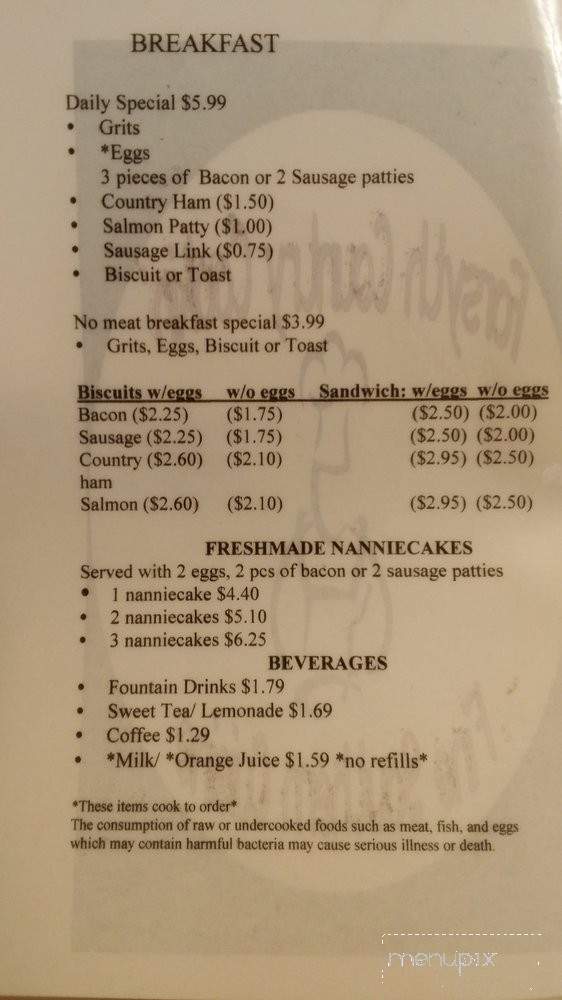 BREAKFAST
Daily Special $5.99
• Grits
• *Eggs
3 pieces of Bacon or 2 Sausage patties
• Country Ham ($1.50)
• Salmon Patty ($1.00)
• Sausage Link ($0.75)
• Biscuit or Toast
No meat breakfast special $3.99
• Grits, Eggs, Biscuit or Toast
Biscuits w/eggs w/o eggs Sandwich: w/eggs w/o eggs
Bacon ($2.25) ($1.75) ($2.50) ($2.00)
Sausage ($2.25) ($1.75) ($2.50) ($2.00)
Country ($2.60) ($2.10) ($2.95) ($2.50)
ham
Salmon ($2.60) ($2.10) ($2.95) ($2.50)
FRESHMADE NANNIECAKES
Served with 2 eggs, 2 pcs of bacon or 2 sausage patties
• 1 nanniecake $4.40
• 2 nanniecakes $5.10
• 3 nanniecakes $6.25
BEVERAGES
• Fountain Drinks $1.79
• Sweet Tea/ Lemonade $1.69
• Coffee $1.29
• *Milk/ *Orange Juice $1.59 *no refills*
*These items cook to order*
The consumption of raw or undercooked foods such as meat, fish, and eggs
which may contain harmful bacteria may cause serious illness or death.
menupix